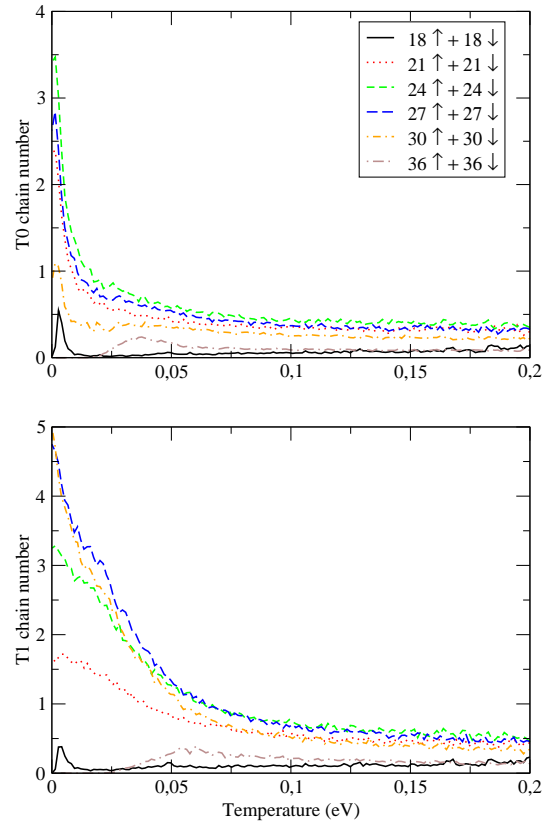 4
3
2
1
0
T0 chain number
18 ↑ + 18 ↓
21 ↑ + 21 ↓
24 ↑ + 24 ↓
27 ↑ + 27 ↓
30 ↑ + 30 ↓
36 ↑ + 36 ↓
0 0,05 0,1 0,15 0,2
5
4
3
2
1
0
T1 chain number
0 0,05 0,1 0,15 0,2
Temperature (eV)